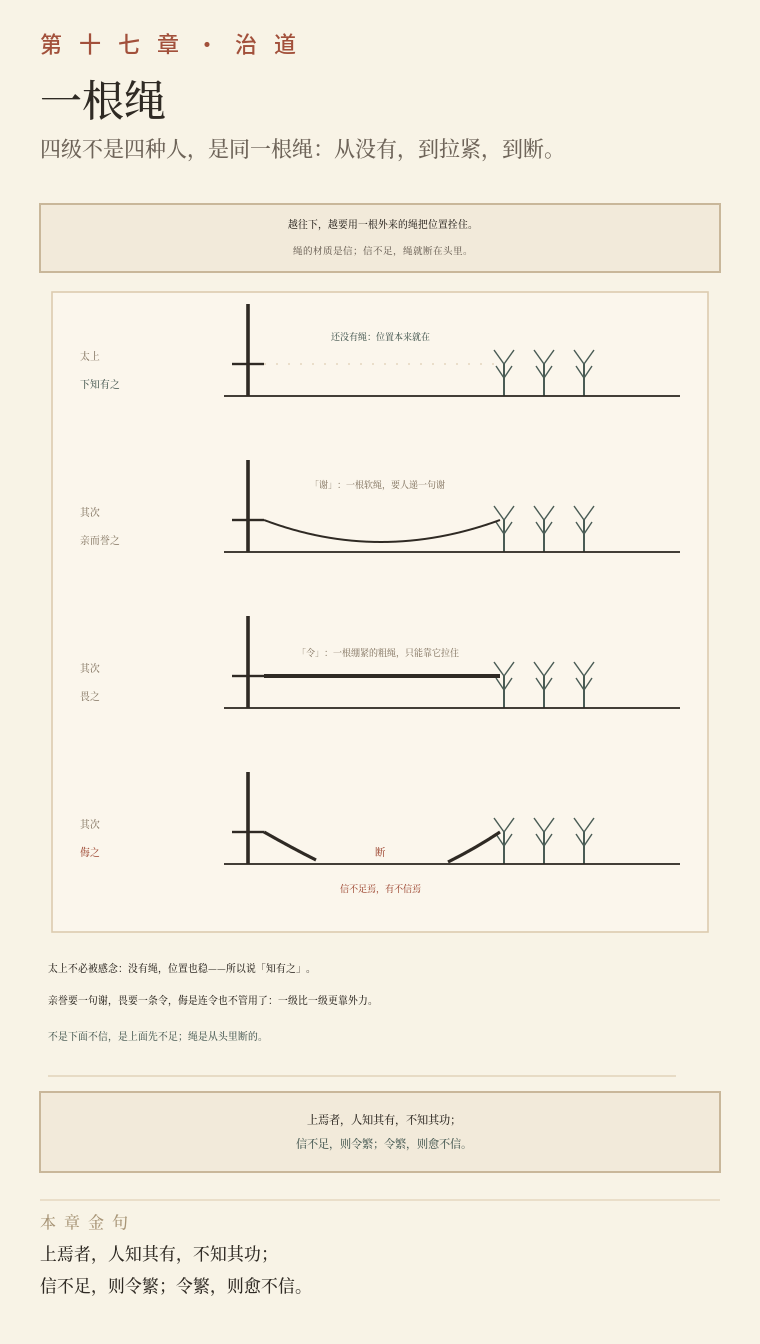 第十七章·治道
一根绳
四级不是四种人，是同一根绳：从没有，到拉紧，到断。
越往下，越要用一根外来的绳把位置拴住。
绳的材质是信；信不足，绳就断在头里。
还没有绳：位置本来就在
太上
下知有之
「谢」：一根软绳，要人递一句谢
其次
亲而誉之
「令」：一根绷紧的粗绳，只能靠它拉住
其次
畏之
其次
侮之
断
信不足焉，有不信焉
太上不必被感念：没有绳，位置也稳——所以说「知有之」。
亲誉要一句谢，畏要一条令，侮是连令也不管用了：一级比一级更靠外力。
不是下面不信，是上面先不足；绳是从头里断的。
上焉者，人知其有，不知其功；
信不足，则令繁；令繁，则愈不信。
本章金句
上焉者，人知其有，不知其功；
信不足，则令繁；令繁，则愈不信。